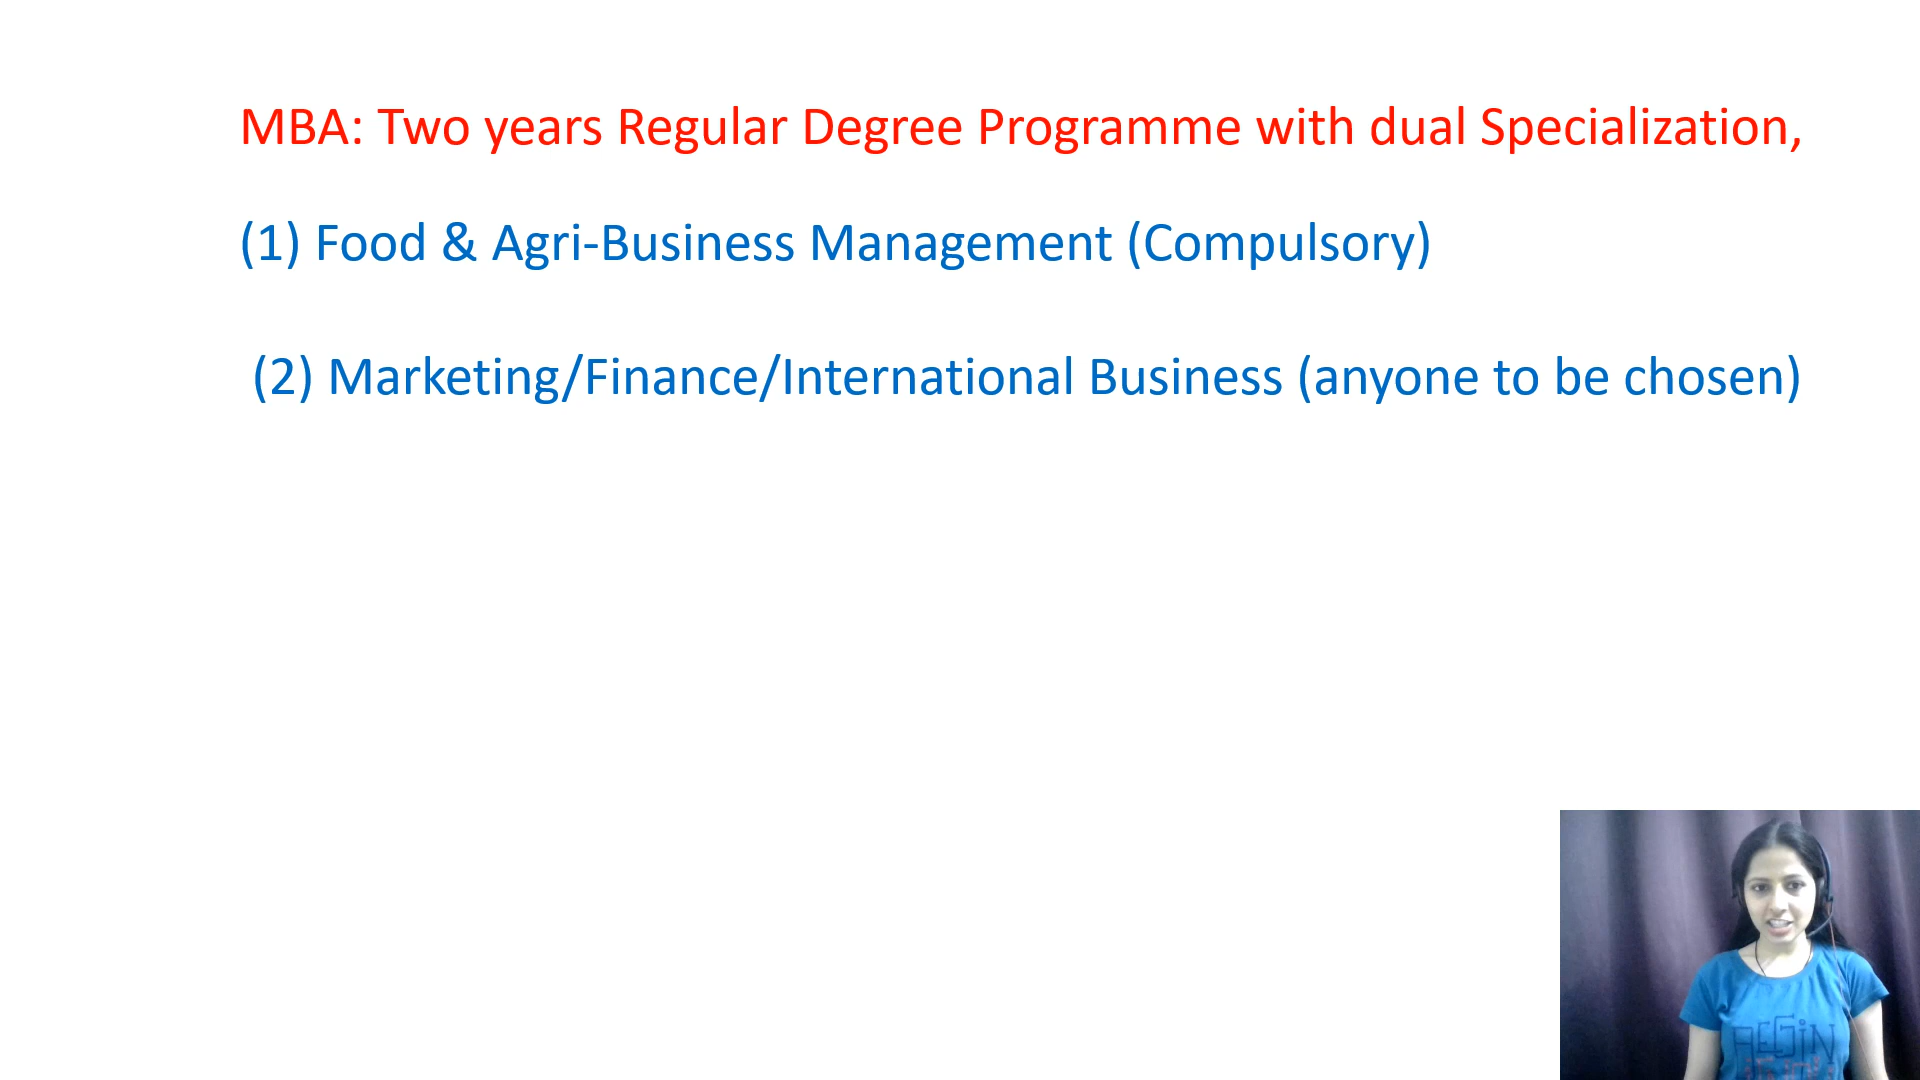 MBA: Two years Regular Degree Programme with dual Specialization,
(1) Food & Agri-Business Management (Compulsory)
(2) Marketing/Finance/International Business (anyone to be chosen)